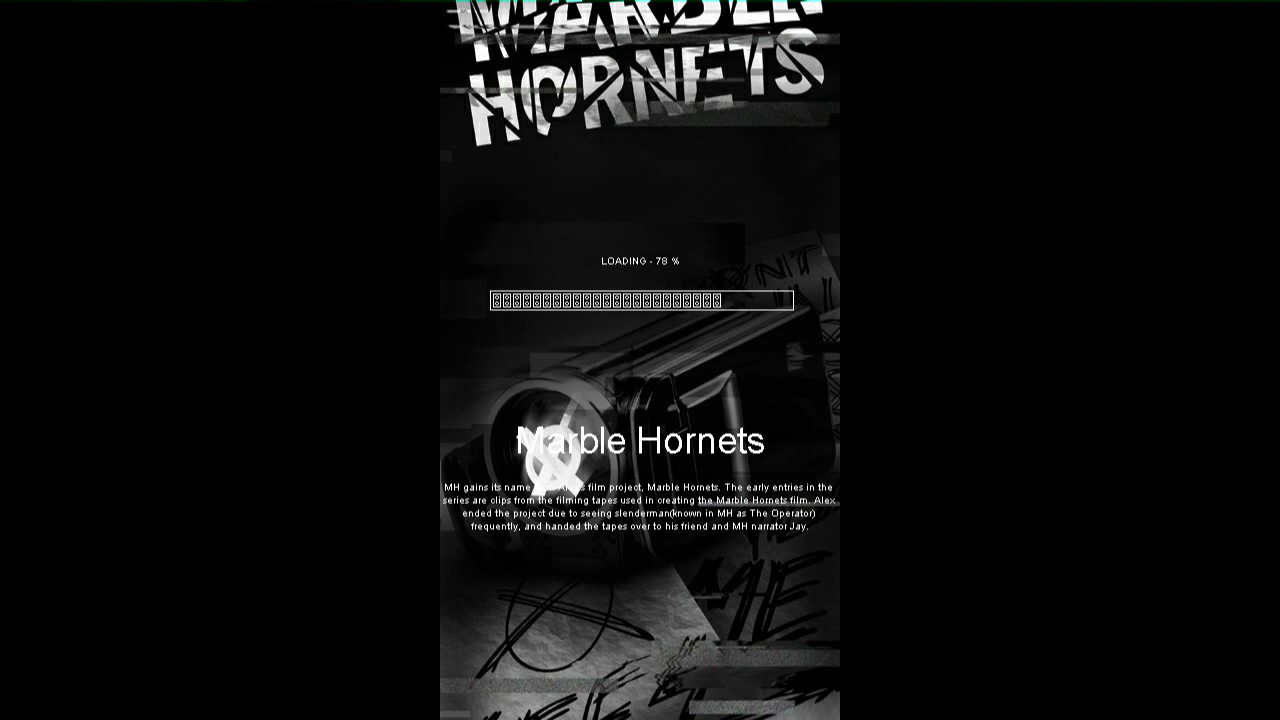 HORNETS
LOADING - 78 %
Marble Hornets
MH gains its name film project, Marble Hornets. The early entries in the
series are clips from the filming tapes used in creating the Marble Hornets film. Alex
ended the project due to seeing slenderman(known in MH as The Operator)
frequently, and handed the tapes over to his friend and MH narrator Jay.